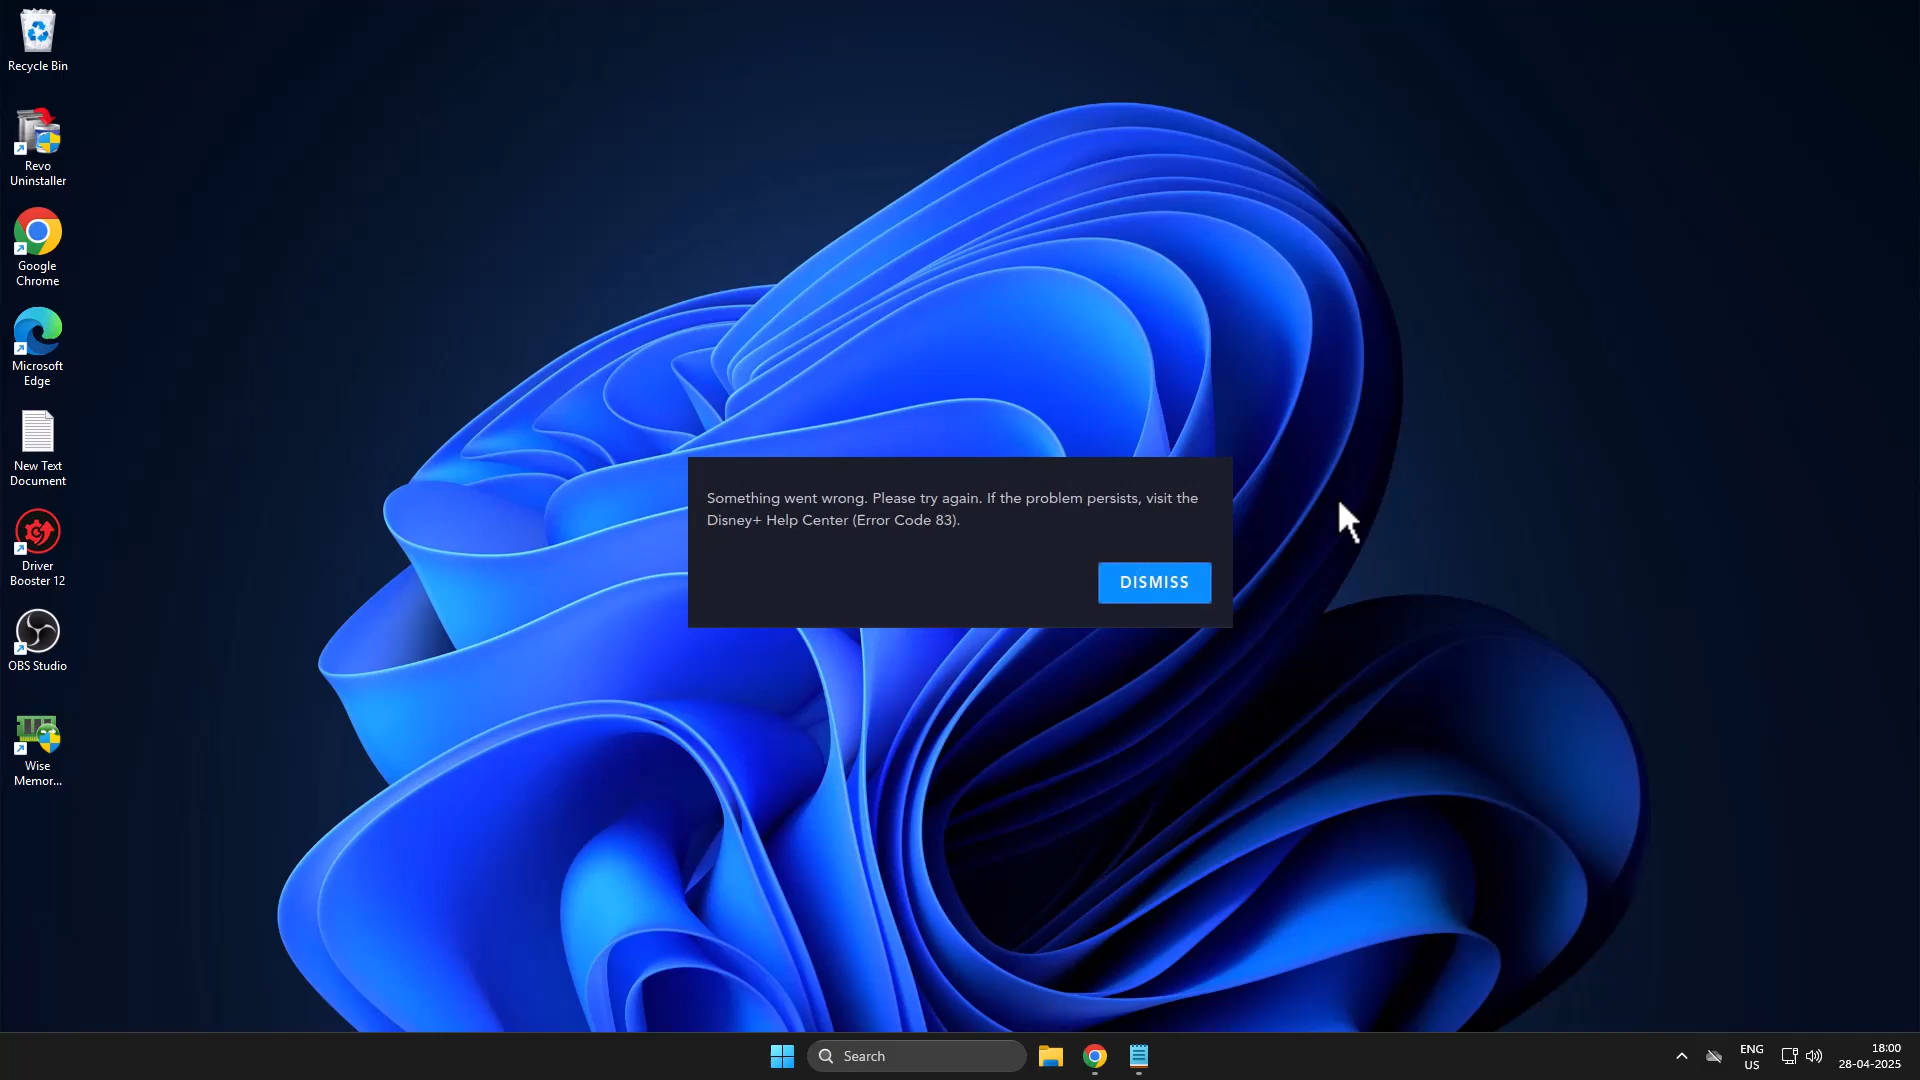 Recycle Bin
Revo
Uninstaller
Google
Chrome
Microsoft
Edge
New Text
Document
Driver
Booster 12
OBS Studio
Wise
Memor...
Something went wrong. Please try again. If the problem persists, visit the
Disney+ Help Center (Error Code 83).
DISMISS
Search
ENG
US
18:00
28-04-2025